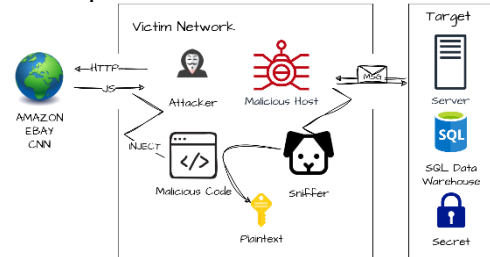 Victim Network
Target
HTTP
JS
MSG
Attacker
Malicious Host
Server
AMAZON
EBAY
CNN
INJECT
</>
Malicious Code
Sniffer
SQL
SQL Data
Warehouse
Plaintext
Secret